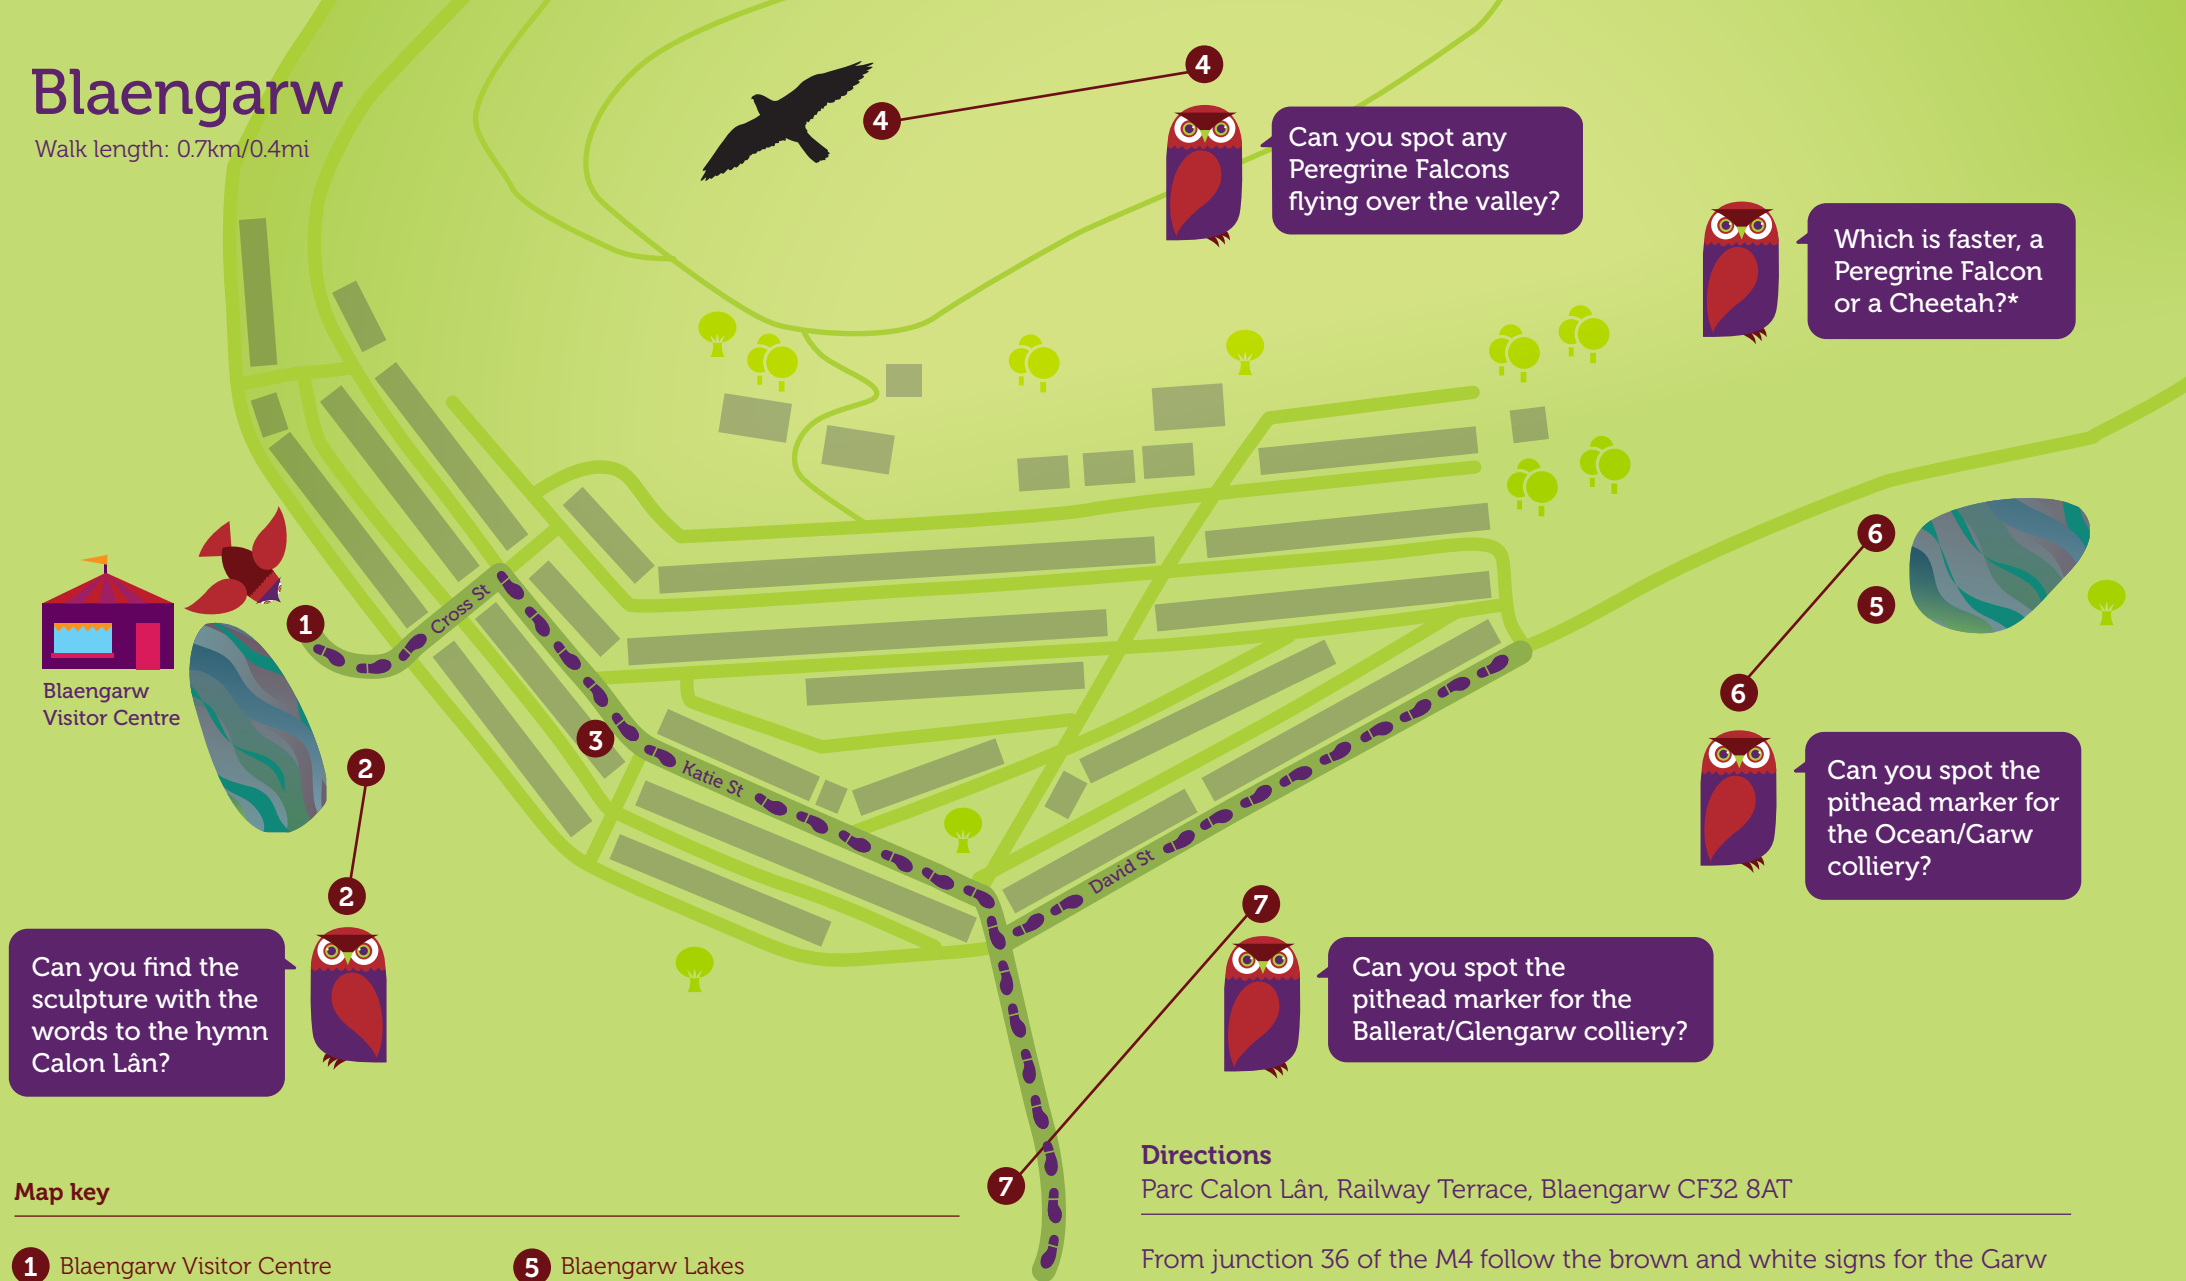 Blaengarw
Walk length: 0.7km/0.4mi
4
4
Can you spot any
Peregrine Falcons
flying over the valley?
Which is faster, a
Peregrine Falcon
or a Cheetah?*
Blaengarw
Visitor Centre
1
Cross St
6
5
3
Katie St
David St
2
2
Can you find the
sculpture with the
words to the hymn
Calon Lân?
6
Can you spot the
pithead marker for
the Ocean/Garw
colliery?
7
Can you spot the
pithead marker for the
Ballerat/Glengarw colliery?
7
Map key
1 Blaengarw Visitor Centre
5 Blaengarw Lakes
Directions
Parc Calon Lân, Railway Terrace, Blaengarw CF32 8AT
From junction 36 of the M4 follow the brown and white signs for the Garw